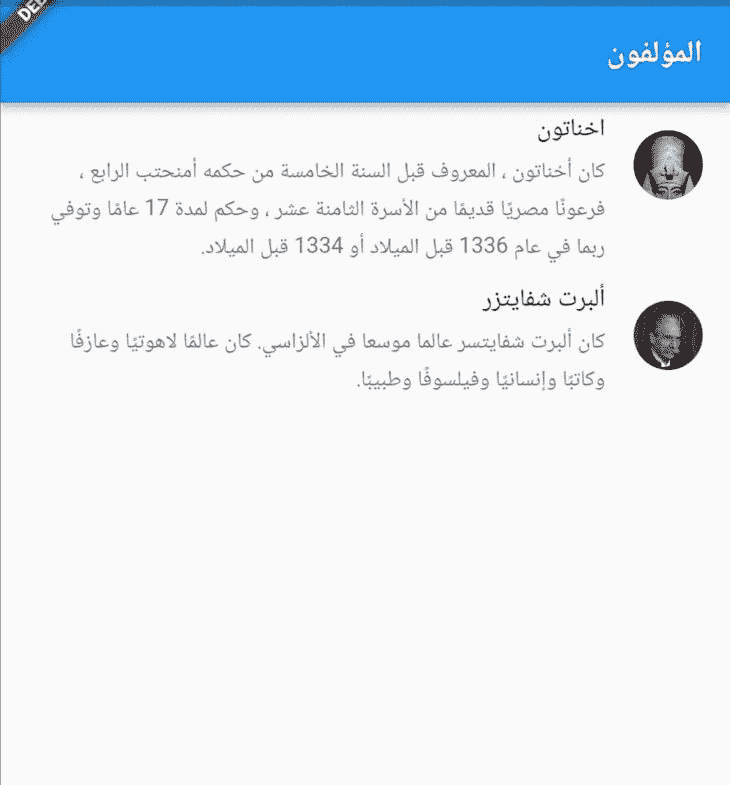 DEB
المؤلفون
اخناتون
كان أخناتون ، المعروف قبل السنة الخامسة من حكمه أمنحتب الرابع ،
فرعونًا مصريًا قديمًا من الأسرة الثامنة عشر ، وحكم لمدة 17 عامًا وتوفي
ربما في عام 1336 قبل الميلاد أو 1334 قبل الميلاد.
ألبرت شفايتزر
كان ألبرت شفايتسر عالما موسعا في الألزاسي. كان عالمًا لاهوتيًا وعازفًا
وكاتبًا وإنسانيًا وفيلسوفًا وطبيبًا.